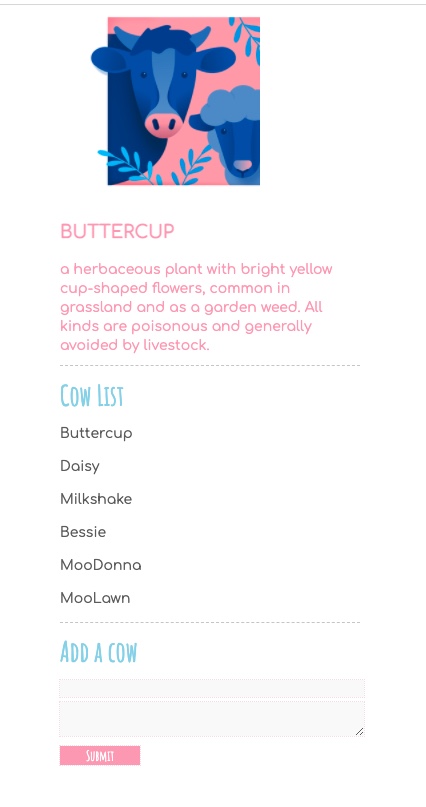 BUTTERCUP
a herbaceous plant with bright yellow
cup-shaped flowers, common in
grassland and as a garden weed. All
kinds are poisonous and generally
avoided by livestock.
Cow List
Buttercup
Daisy
Milkshake
Bessie
MooDonna
MooLawn
Add a cow
Submit